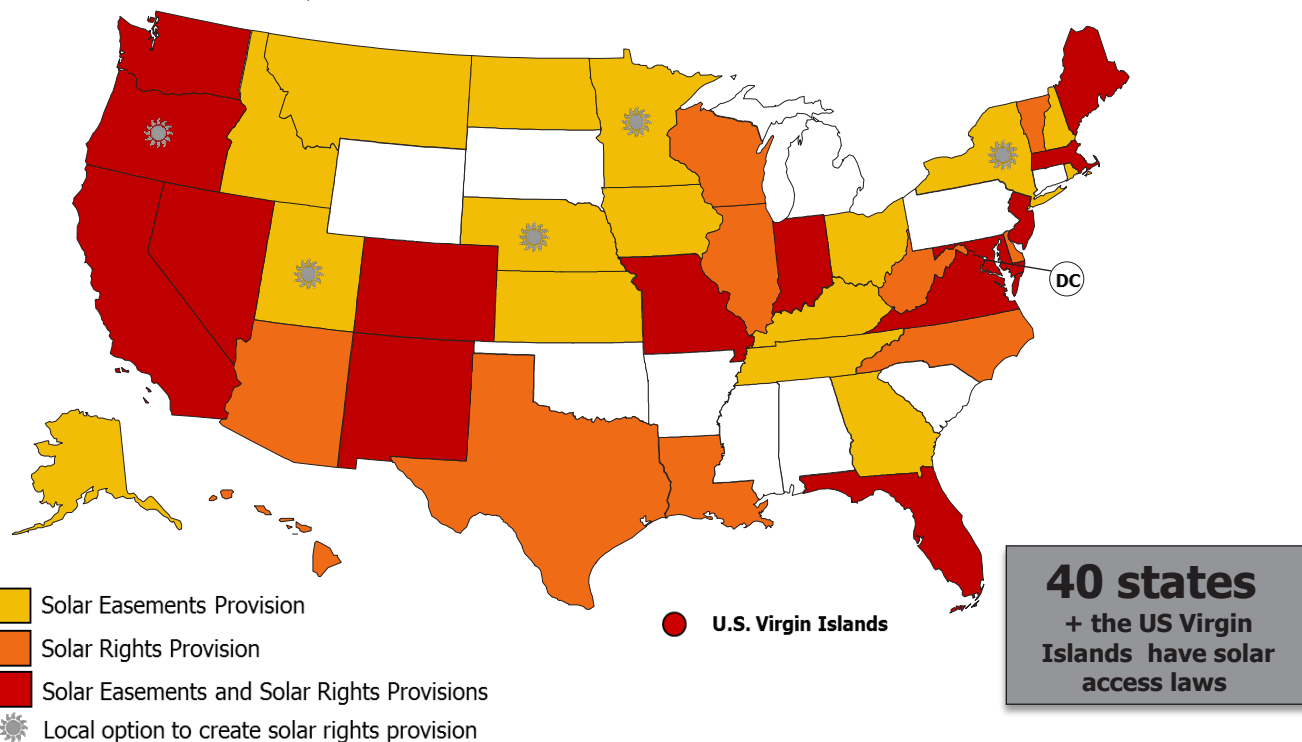 DC
U.S. Virgin Islands
40 states
+ the US Virgin
Islands have solar
access laws
Solar Easements Provision
Solar Rights Provision
Solar Easements and Solar Rights Provisions
Local option to create solar rights provision